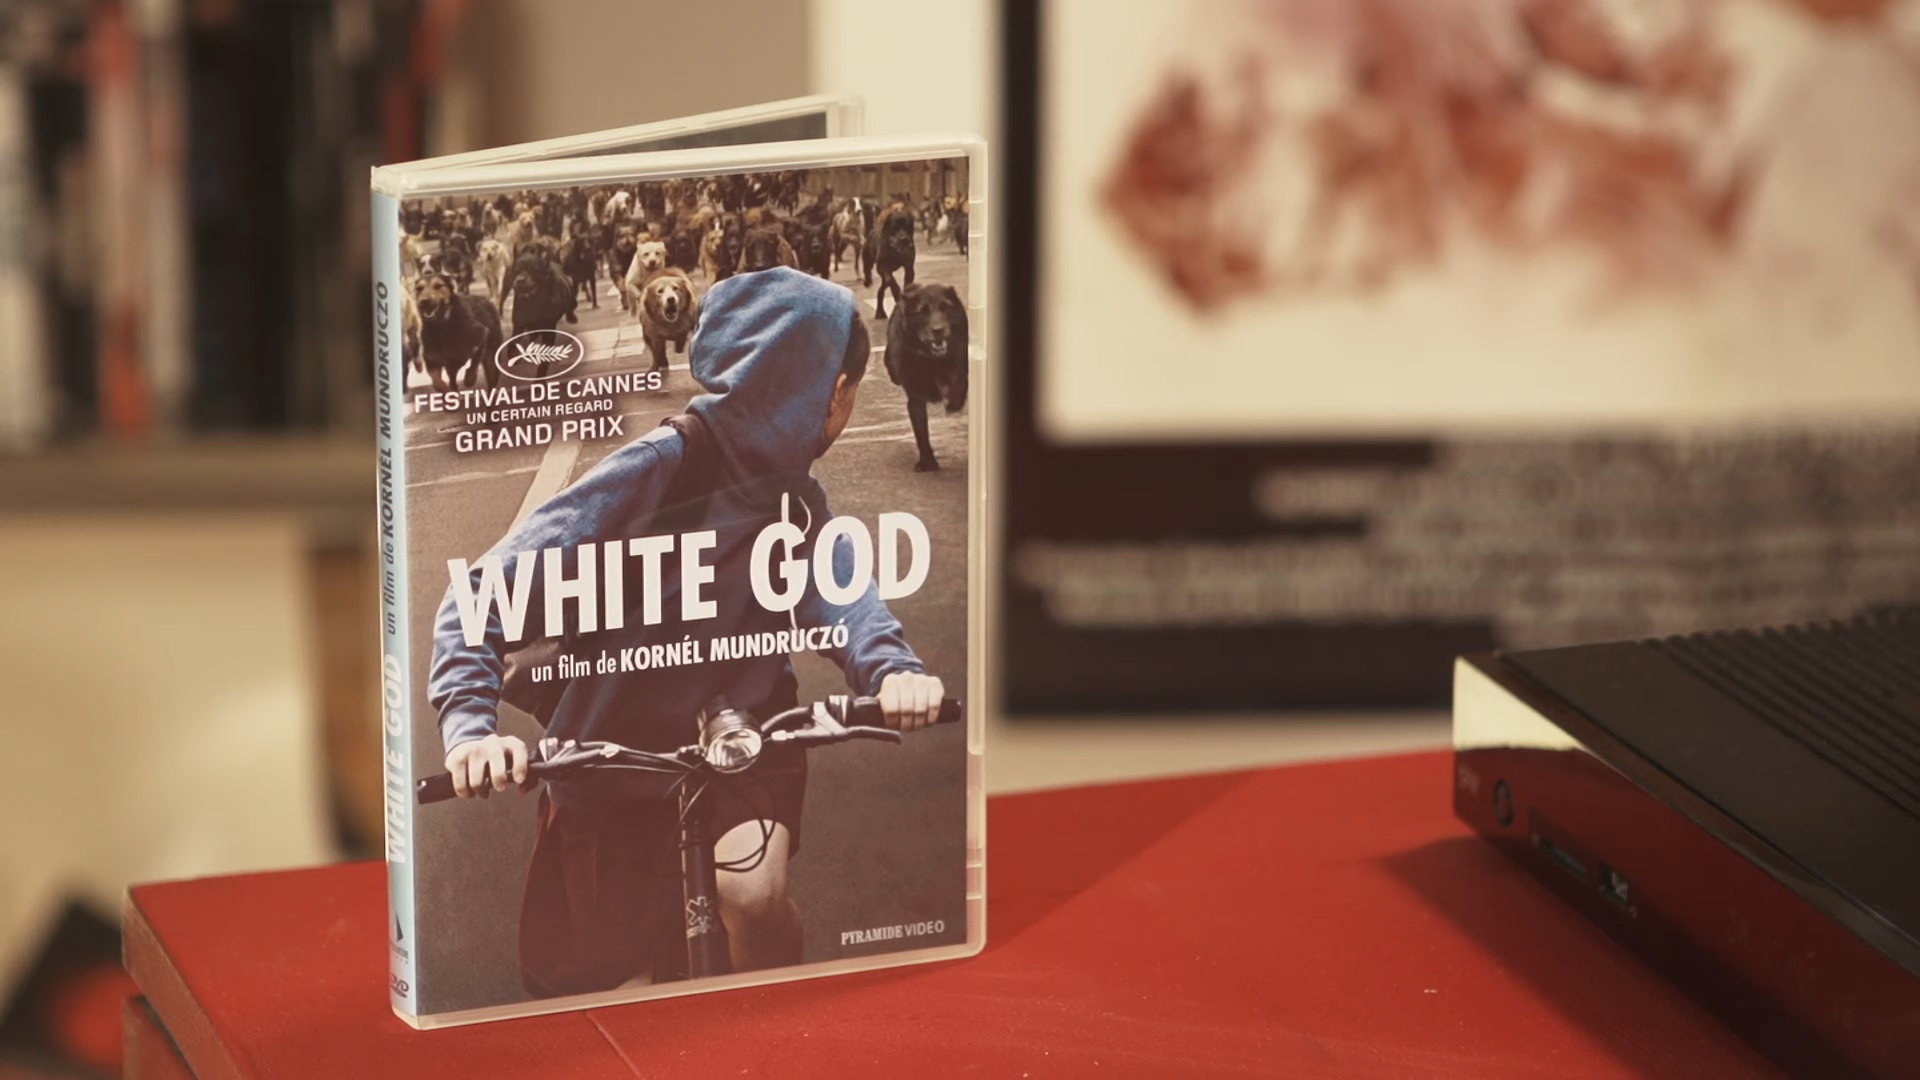 FESTIVAL DE CANNES
UN CERTAIN REGARD
GRAND PRIX
WHITE GOD
un film de KORNÉL MUNDRUCZÓ
PYRAMIDE VIDEO
WHITE GOD un film de KORNÉL MUNDRUCZÓ
DVD